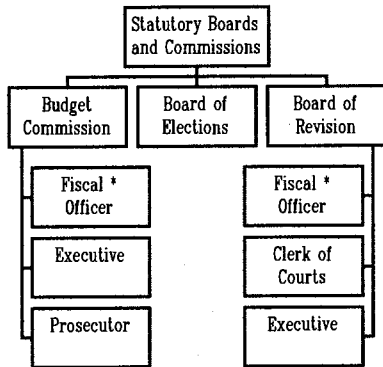 Statutory Boards
and Commissions
Budget
Commission
Board of
Elections
Board of
Revision
Fiscal *
Officer
Executive
Prosecutor
Fiscal *
Officer
Clerk of
Courts
Executive